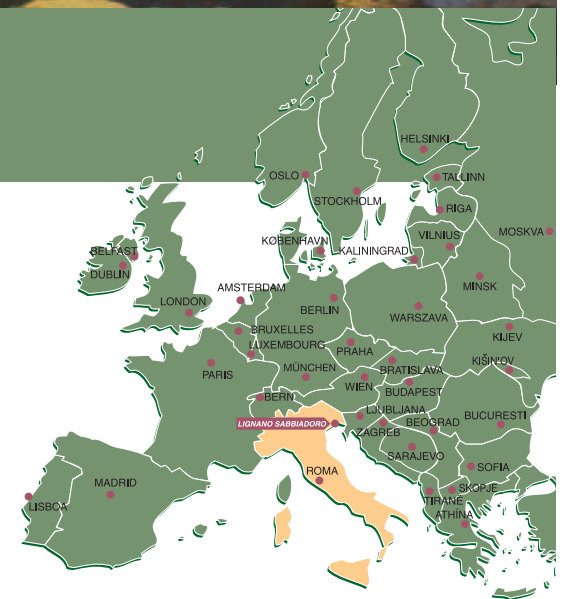 HELSINKI
OSLO
TALLINN
STOCKHOLM
RIGA
MOSKVA
VILNIUS
KØBENHAVN
KALININGRAD
BELFAST
DUBLIN
MINSK
AMSTERDAM
LONDON
BERLIN
WARSZAVA
BRUXELLES
KIJEV
LUXEMBOURG
PRAHA
KIŠIN'OV
PARIS
MÜNCHEN
BRATISLAVA
WIEN
BUDAPEST
BERN
LJUBLJANA
BUCURESTI
LIGNANO SABBIADORO
BEOGRAD
ZAGREB
SARAJEVO
SOFIA
ROMA
MADRID
SKOPJE
TIRANE
LISBOA
ATHÍNA